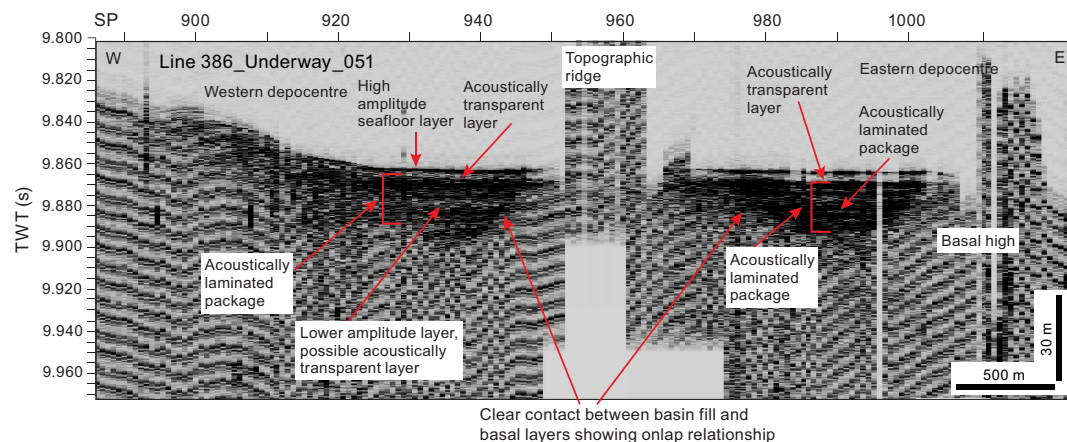 SP 900 920 940 960 980 1000
9.800
9.820
9.840
9.860
9.880
9.900
9.920
9.940
9.960
TWT (s)
W
Line 386_Underway_051
E
Western depocentre
High
amplitude
seafloor layer
Acoustically
transparent
layer
Topographic
ridge
Acoustically
transparent
layer
Eastern depocentre
Acoustically
laminated
package
Acoustically
laminated
package
Lower amplitude layer,
possible acoustically
transparent layer
Acoustically
laminated
package
Basal high
30 m
500 m
Clear contact between basin fill and
basal layers showing onlap relationship